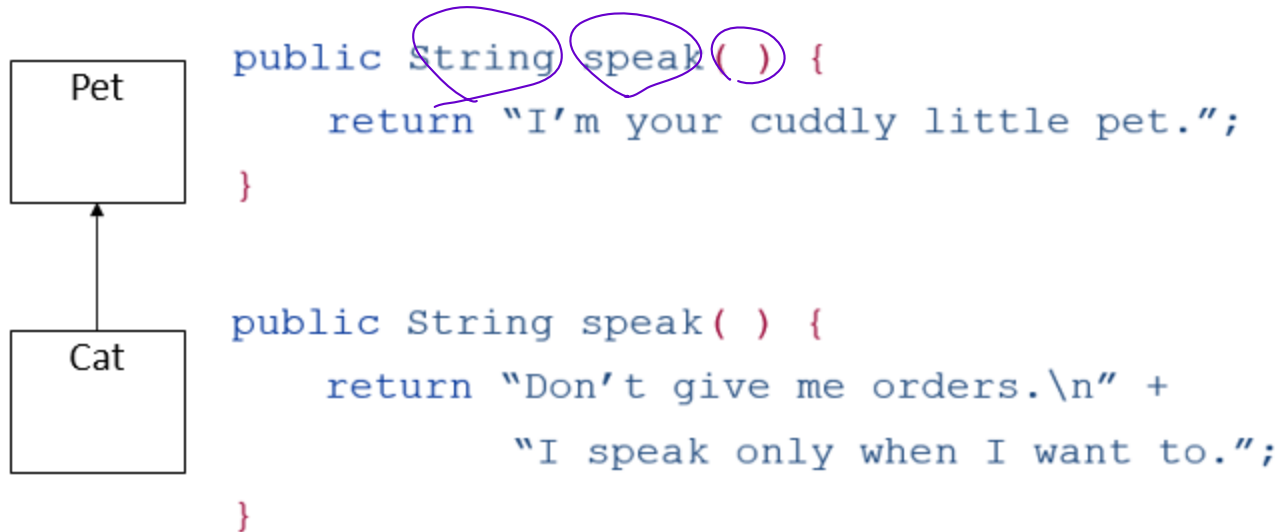 Pet
public String speak( ) {
return “I’m your cuddly little pet.”;
}
Cat
public String speak( ) {
return “Don’t give me orders.\n” +
“I speak only when I want to.”;
}